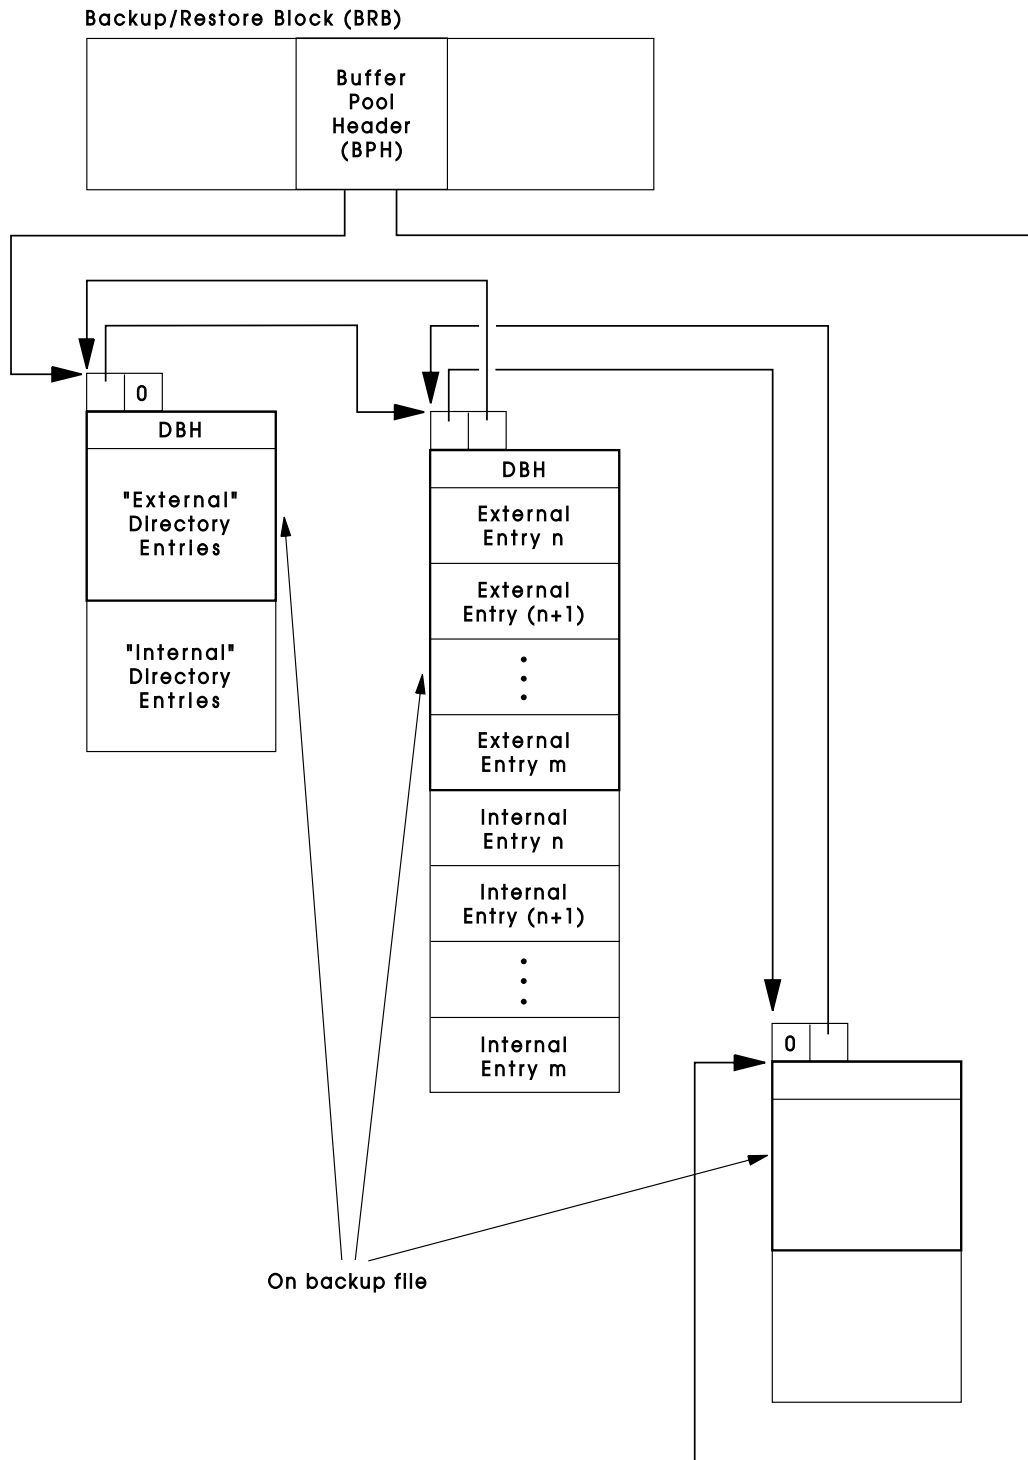 Backup/Restore Block (BRB)
Buffer
Pool
Header
(BPH)
0
DBH
"External"
Directory
Entries
"Internal"
Directory
Entries
DBH
External
Entry n
External
Entry (n+1)
External
Entry m
Internal
Entry n
Internal
Entry (n+1)
Internal
Entry m
0
On backup file